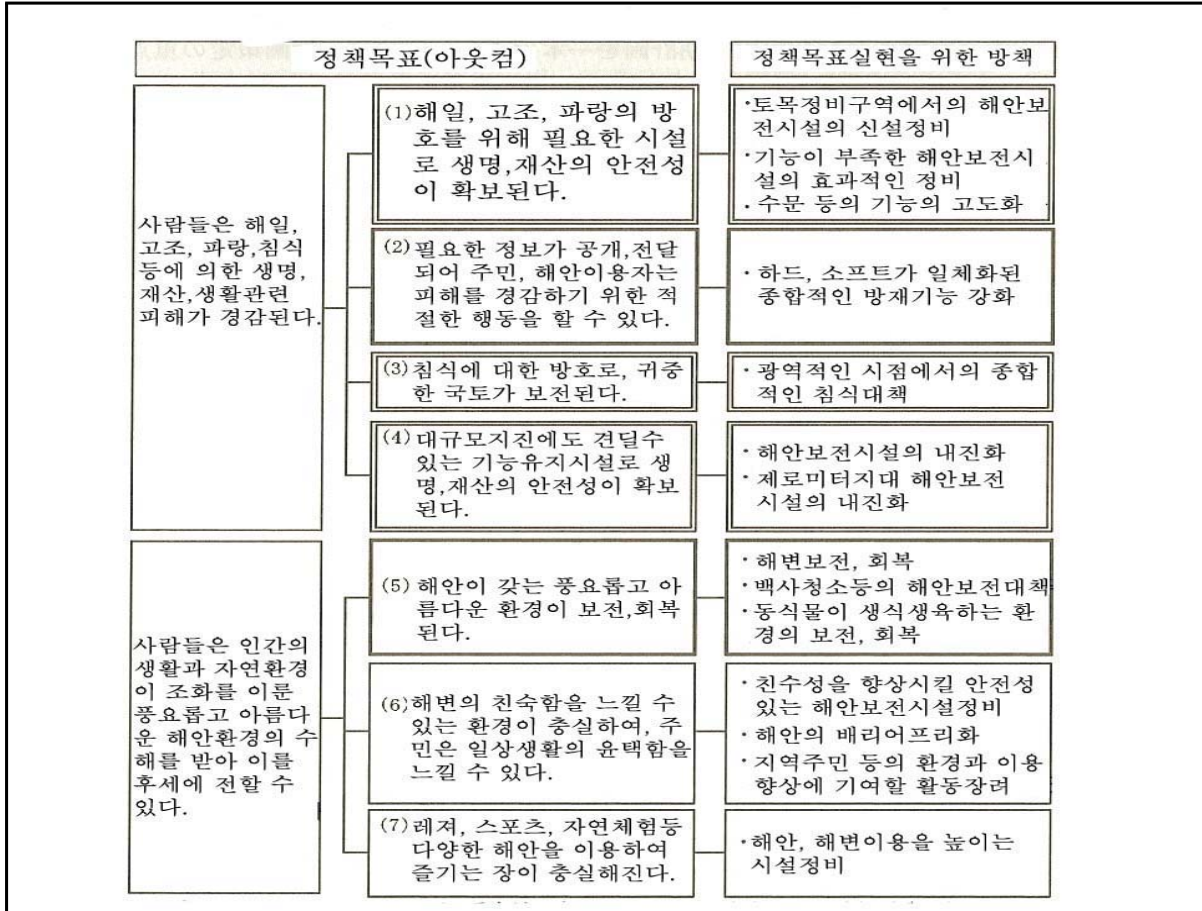 정책목표(아웃컴)
정책목표실현을 위한 방책
사람들은 해일,
고조, 파랑,침식
등에 의한 생명,
재산,생활관련
피해가 경감된다.
(1)해일, 고조, 파랑의 방
호를 위해 필요한 시설
로 생명,재산의 안전성
이 확보된다.
·토목정비구역에서의 해안보
전시설의 신설정비
·기능이 부족한 해안보전시
설의 효과적인 정비
· 수문 등의 기능의 고도화
(2)필요한 정보가 공개,전달
되어 주민, 해안이용자는
피해를 경감하기 위한 적
절한 행동을 할 수 있다.
· 하드, 소프트가 일체화된
종합적인 방재기능 강화
(3)침식에 대한 방호로, 귀중
한 국토가 보전된다.
· 광역적인 시점에서의 종합
적인 침식대책
(4)대규모지진에도 견딜수
있는 기능유지시설로 생
명,재산의 안전성이 확보
된다.
· 해안보전시설의 내진화
· 제로미터지대 해안보전
시설의 내진화
사람들은 인간의
생활과 자연환경
이 조화를 이룬
풍요롭고 아름다
운 해안환경의 수
혜를 받아 이를
후세에 전할 수
있다.
(5) 해안이 갖는 풍요롭고 아
름다운 환경이 보전,회복
된다.
· 해변보전, 회복
· 백사청소등의 해안보전대책
· 동식물이 생식생육하는 환
경의 보전, 회복
(6)해변의 친숙함을 느낄 수
있는 환경이 충실하여, 주
민은 일상생활의 윤택함을
느낄 수 있다.
· 친수성을 향상시킬 안전성
있는 해안보전시설정비
· 해안의 배리어프리화
· 지역주민 등의 환경과 이용
향상에 기여할 활동장려
(7)레져, 스포츠, 자연체험등
다양한 해안을 이용하여
즐기는 장이 충실해진다.
·해안, 해변이용을 높이는
시설정비